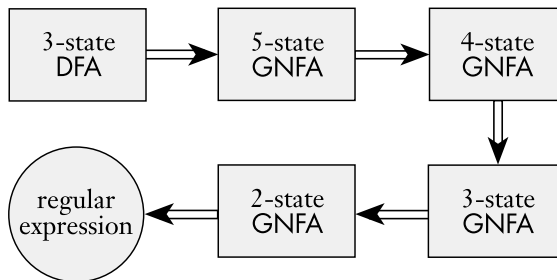 3-state
DFA
5-state
GNFA
4-state
GNFA
3-state
GNFA
2-state
GNFA
regular
expression